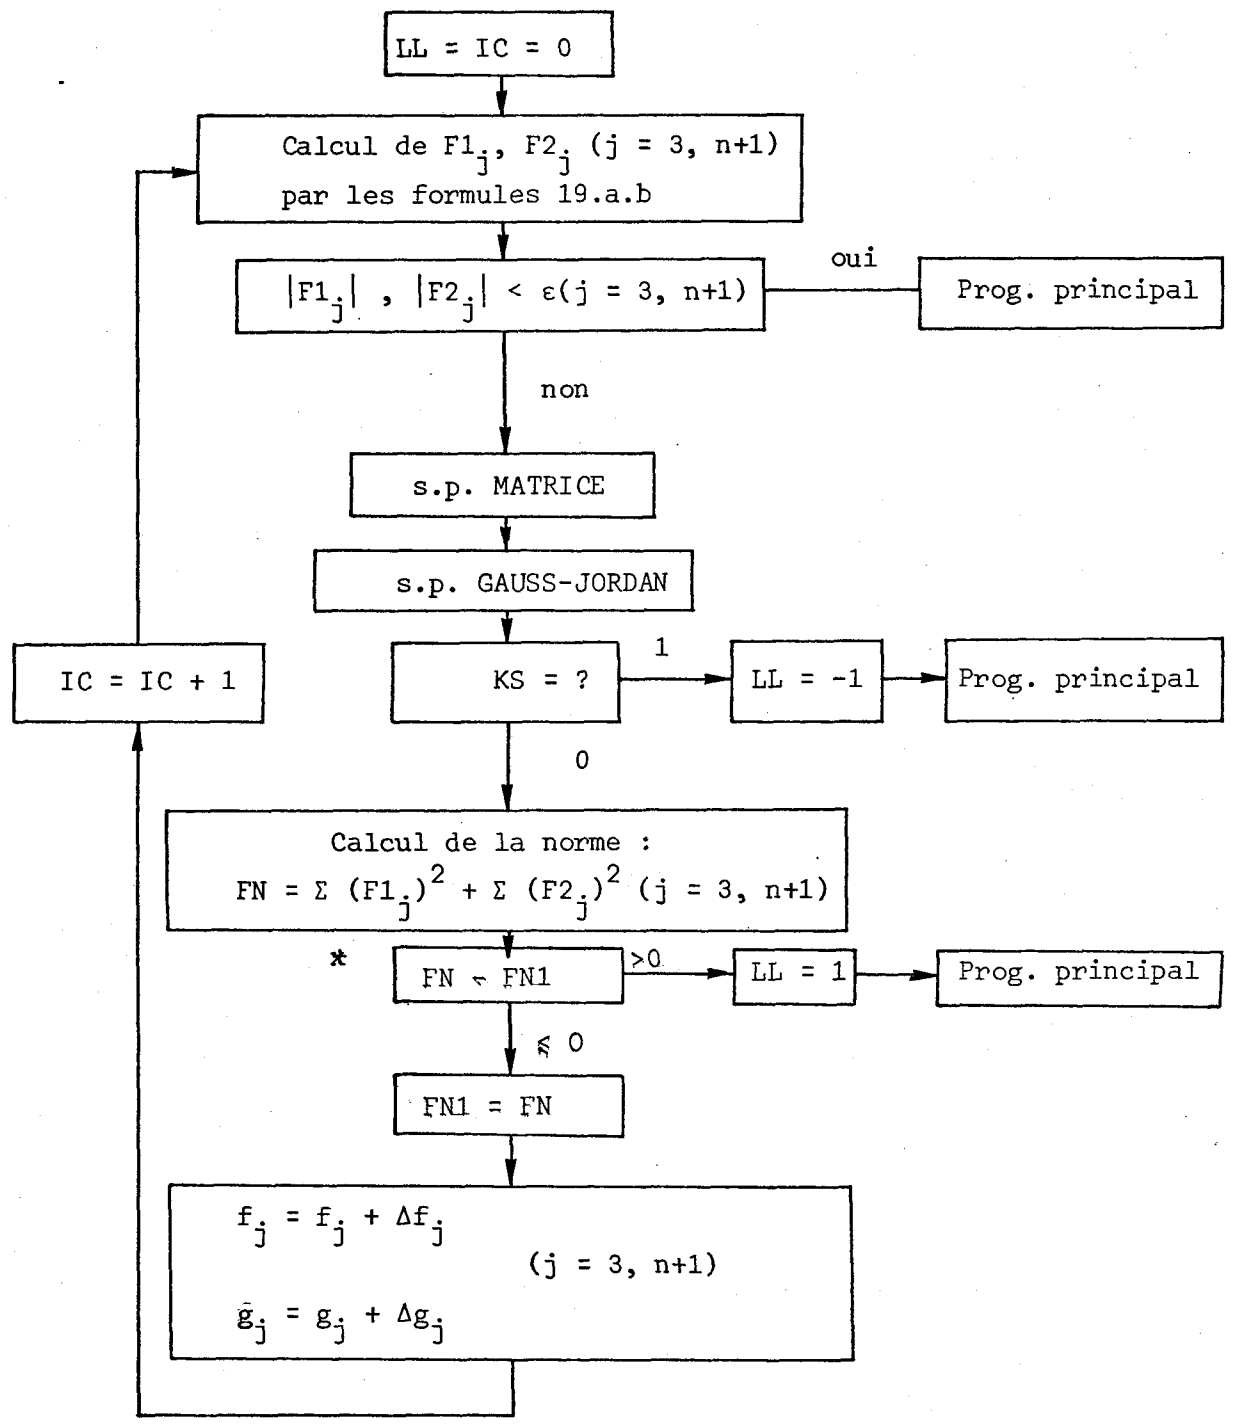 LL = IC = 0
Calcul de F1j, F2j (j = 3, n+1)
par les formules 19.a.b
|F1j| , |F2j| < ε(j = 3, n+1)
oui
Prog. principal
non
s.p. MATRICE
s.p. GAUSS-JORDAN
IC = IC + 1
KS = ?
1
LL = -1
Prog. principal
0
Calcul de la norme :
FN = Σ (F1j)² + Σ (F2j)² (j = 3, n+1)
*
FN - FN1
>0
LL = 1
Prog. principal
≤ 0
FN1 = FN
fj = fj + Δfj
(j = 3, n+1)
gj = gj + Δgj